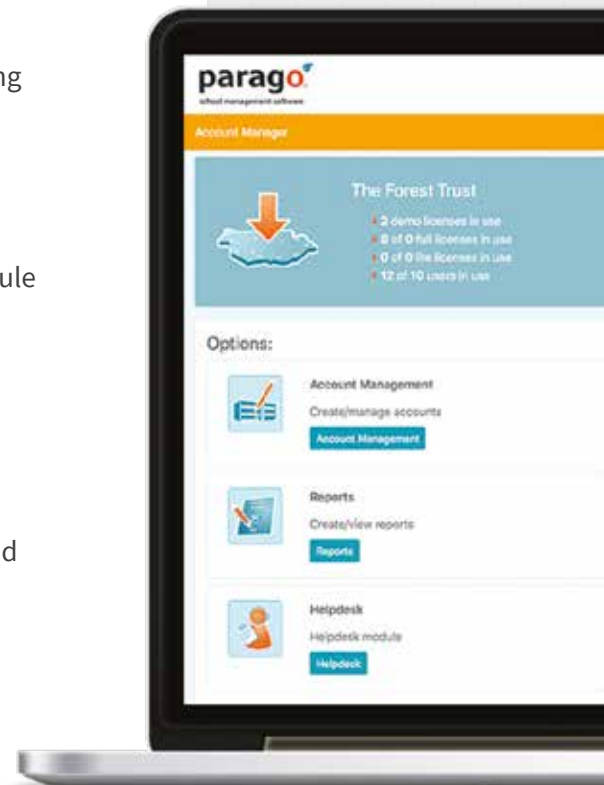 ng
ule
d
parago
school management software
Account Manager
The Forest Trust
2 demo licenses in use
0 of 0 full licenses in use
0 of 0 lite licenses in use
12 of 10 users in use
Options:
Account Management
Create/manage accounts
Account Management
Reports
Create/view reports
Reports
Helpdesk
Helpdesk module
Helpdesk